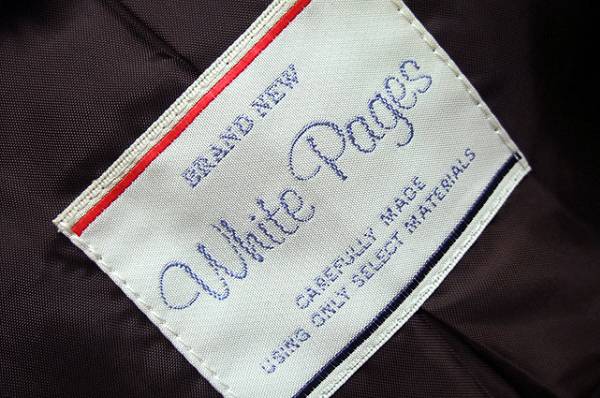 BRAND NEW
White Pages
CAREFULLY MADE
USING ONLY SELECT MATERIALS